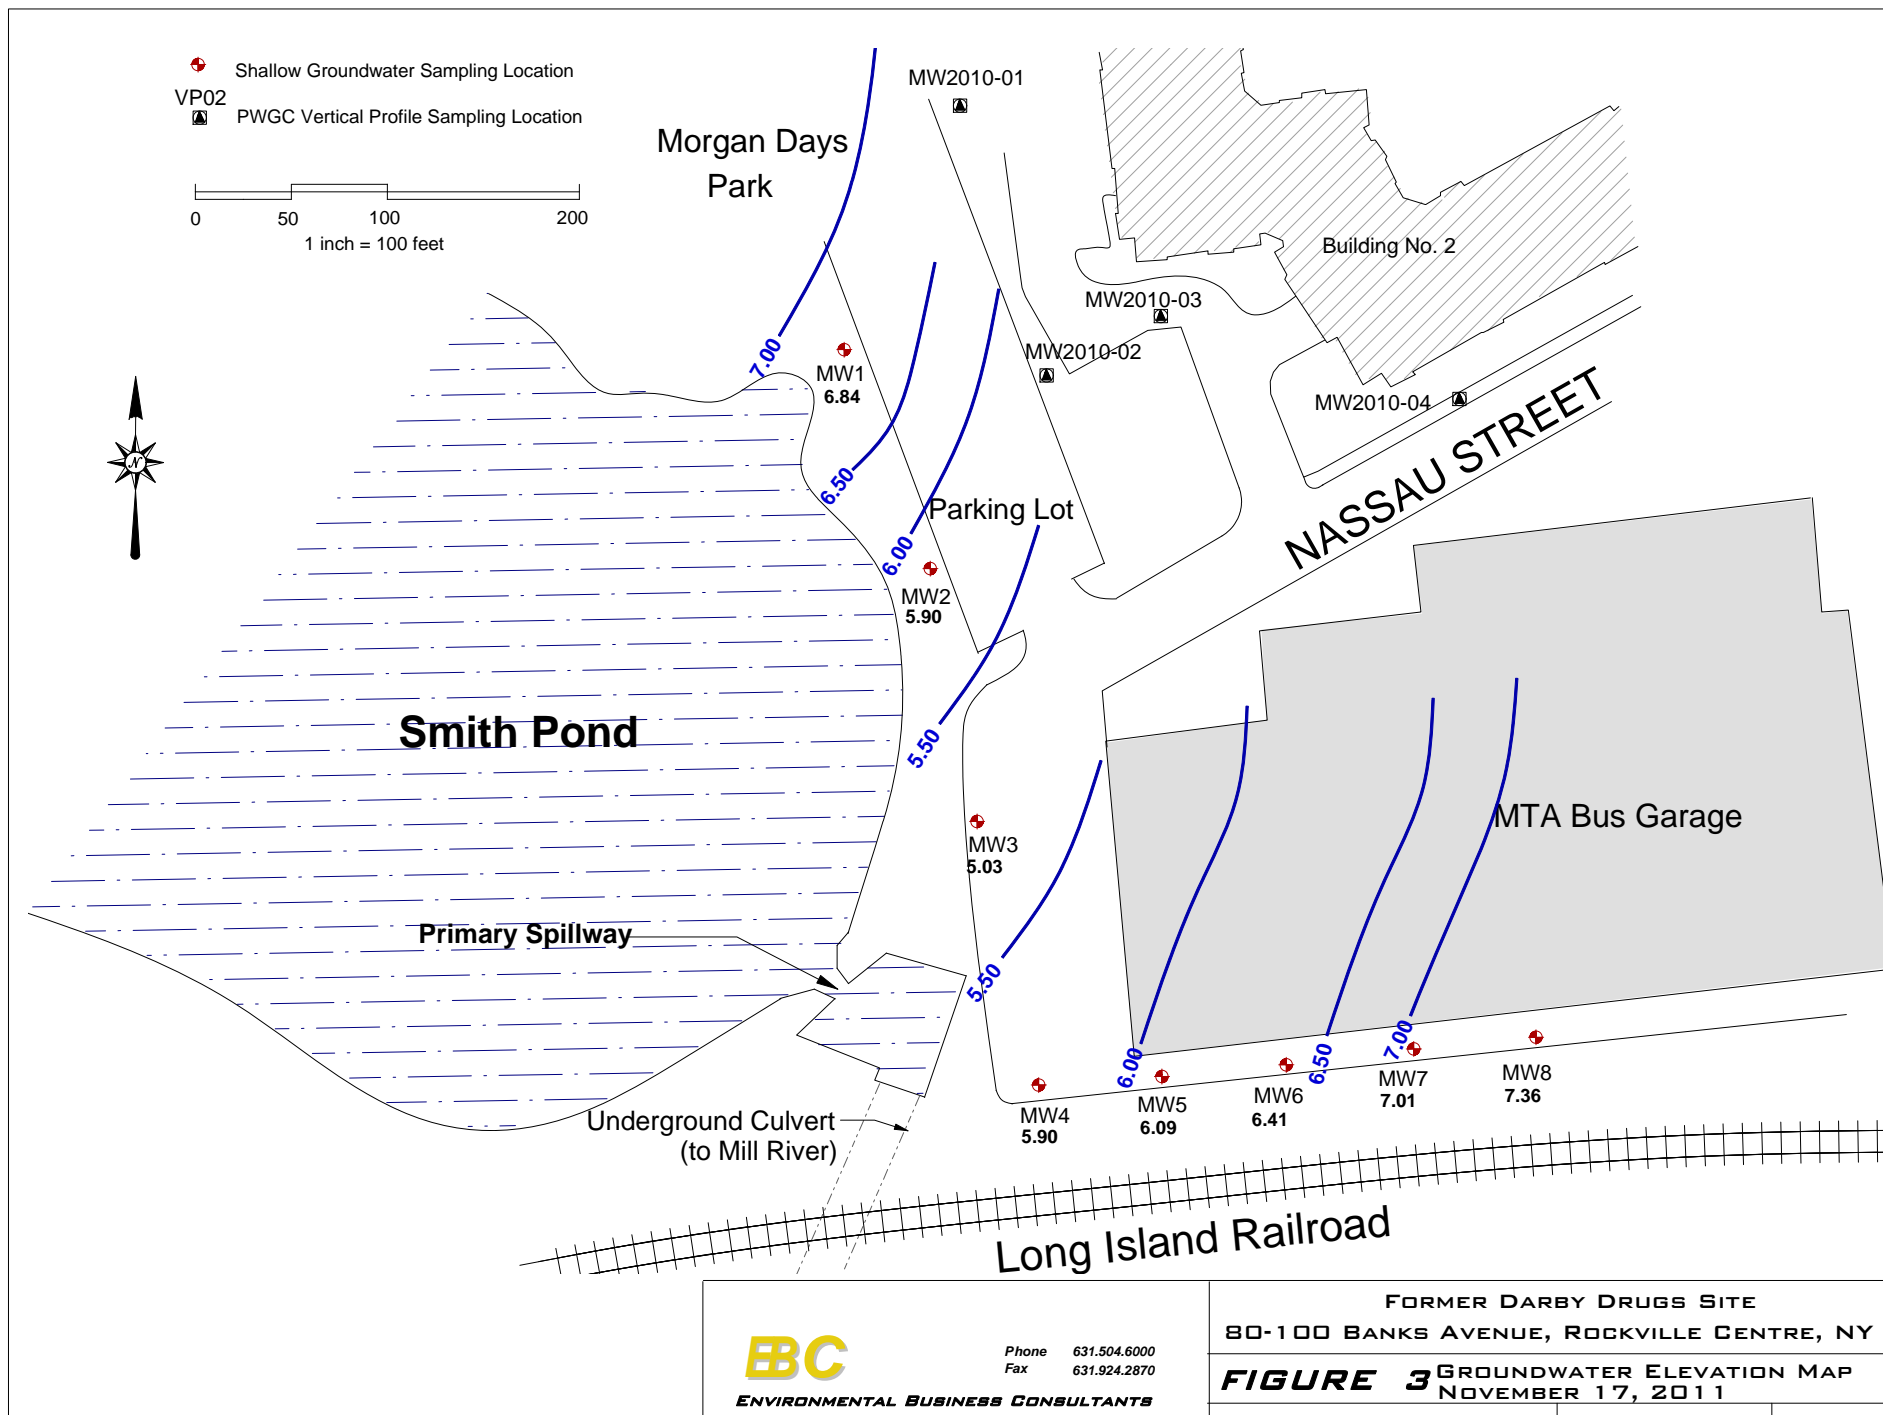 Shallow Groundwater Sampling Location
VP02
PWGC Vertical Profile Sampling Location
0 50 100 200
1 inch = 100 feet
Morgan Days
Park
MW2010-01
Building No. 2
MW2010-03
MW2010-02
MW2010-04
NASSAU STREET
7.00
MW1
6.84
N
6.50
Parking Lot
6.00
MW2
5.90
Smith Pond
5.50
MTA Bus Garage
MW3
5.03
Primary Spillway
5.50
6.00
6.50
7.00
Underground Culvert
(to Mill River)
MW4
5.90
MW5
6.09
MW6
6.41
MW7
7.01
MW8
7.36
Long Island Railroad
EBC
Phone 631.504.6000
Fax 631.924.2870
ENVIRONMENTAL BUSINESS CONSULTANTS
FORMER DARBY DRUGS SITE
80-100 BANKS AVENUE, ROCKVILLE CENTRE, NY
FIGURE 3
GROUNDWATER ELEVATION MAP
NOVEMBER 17, 2011